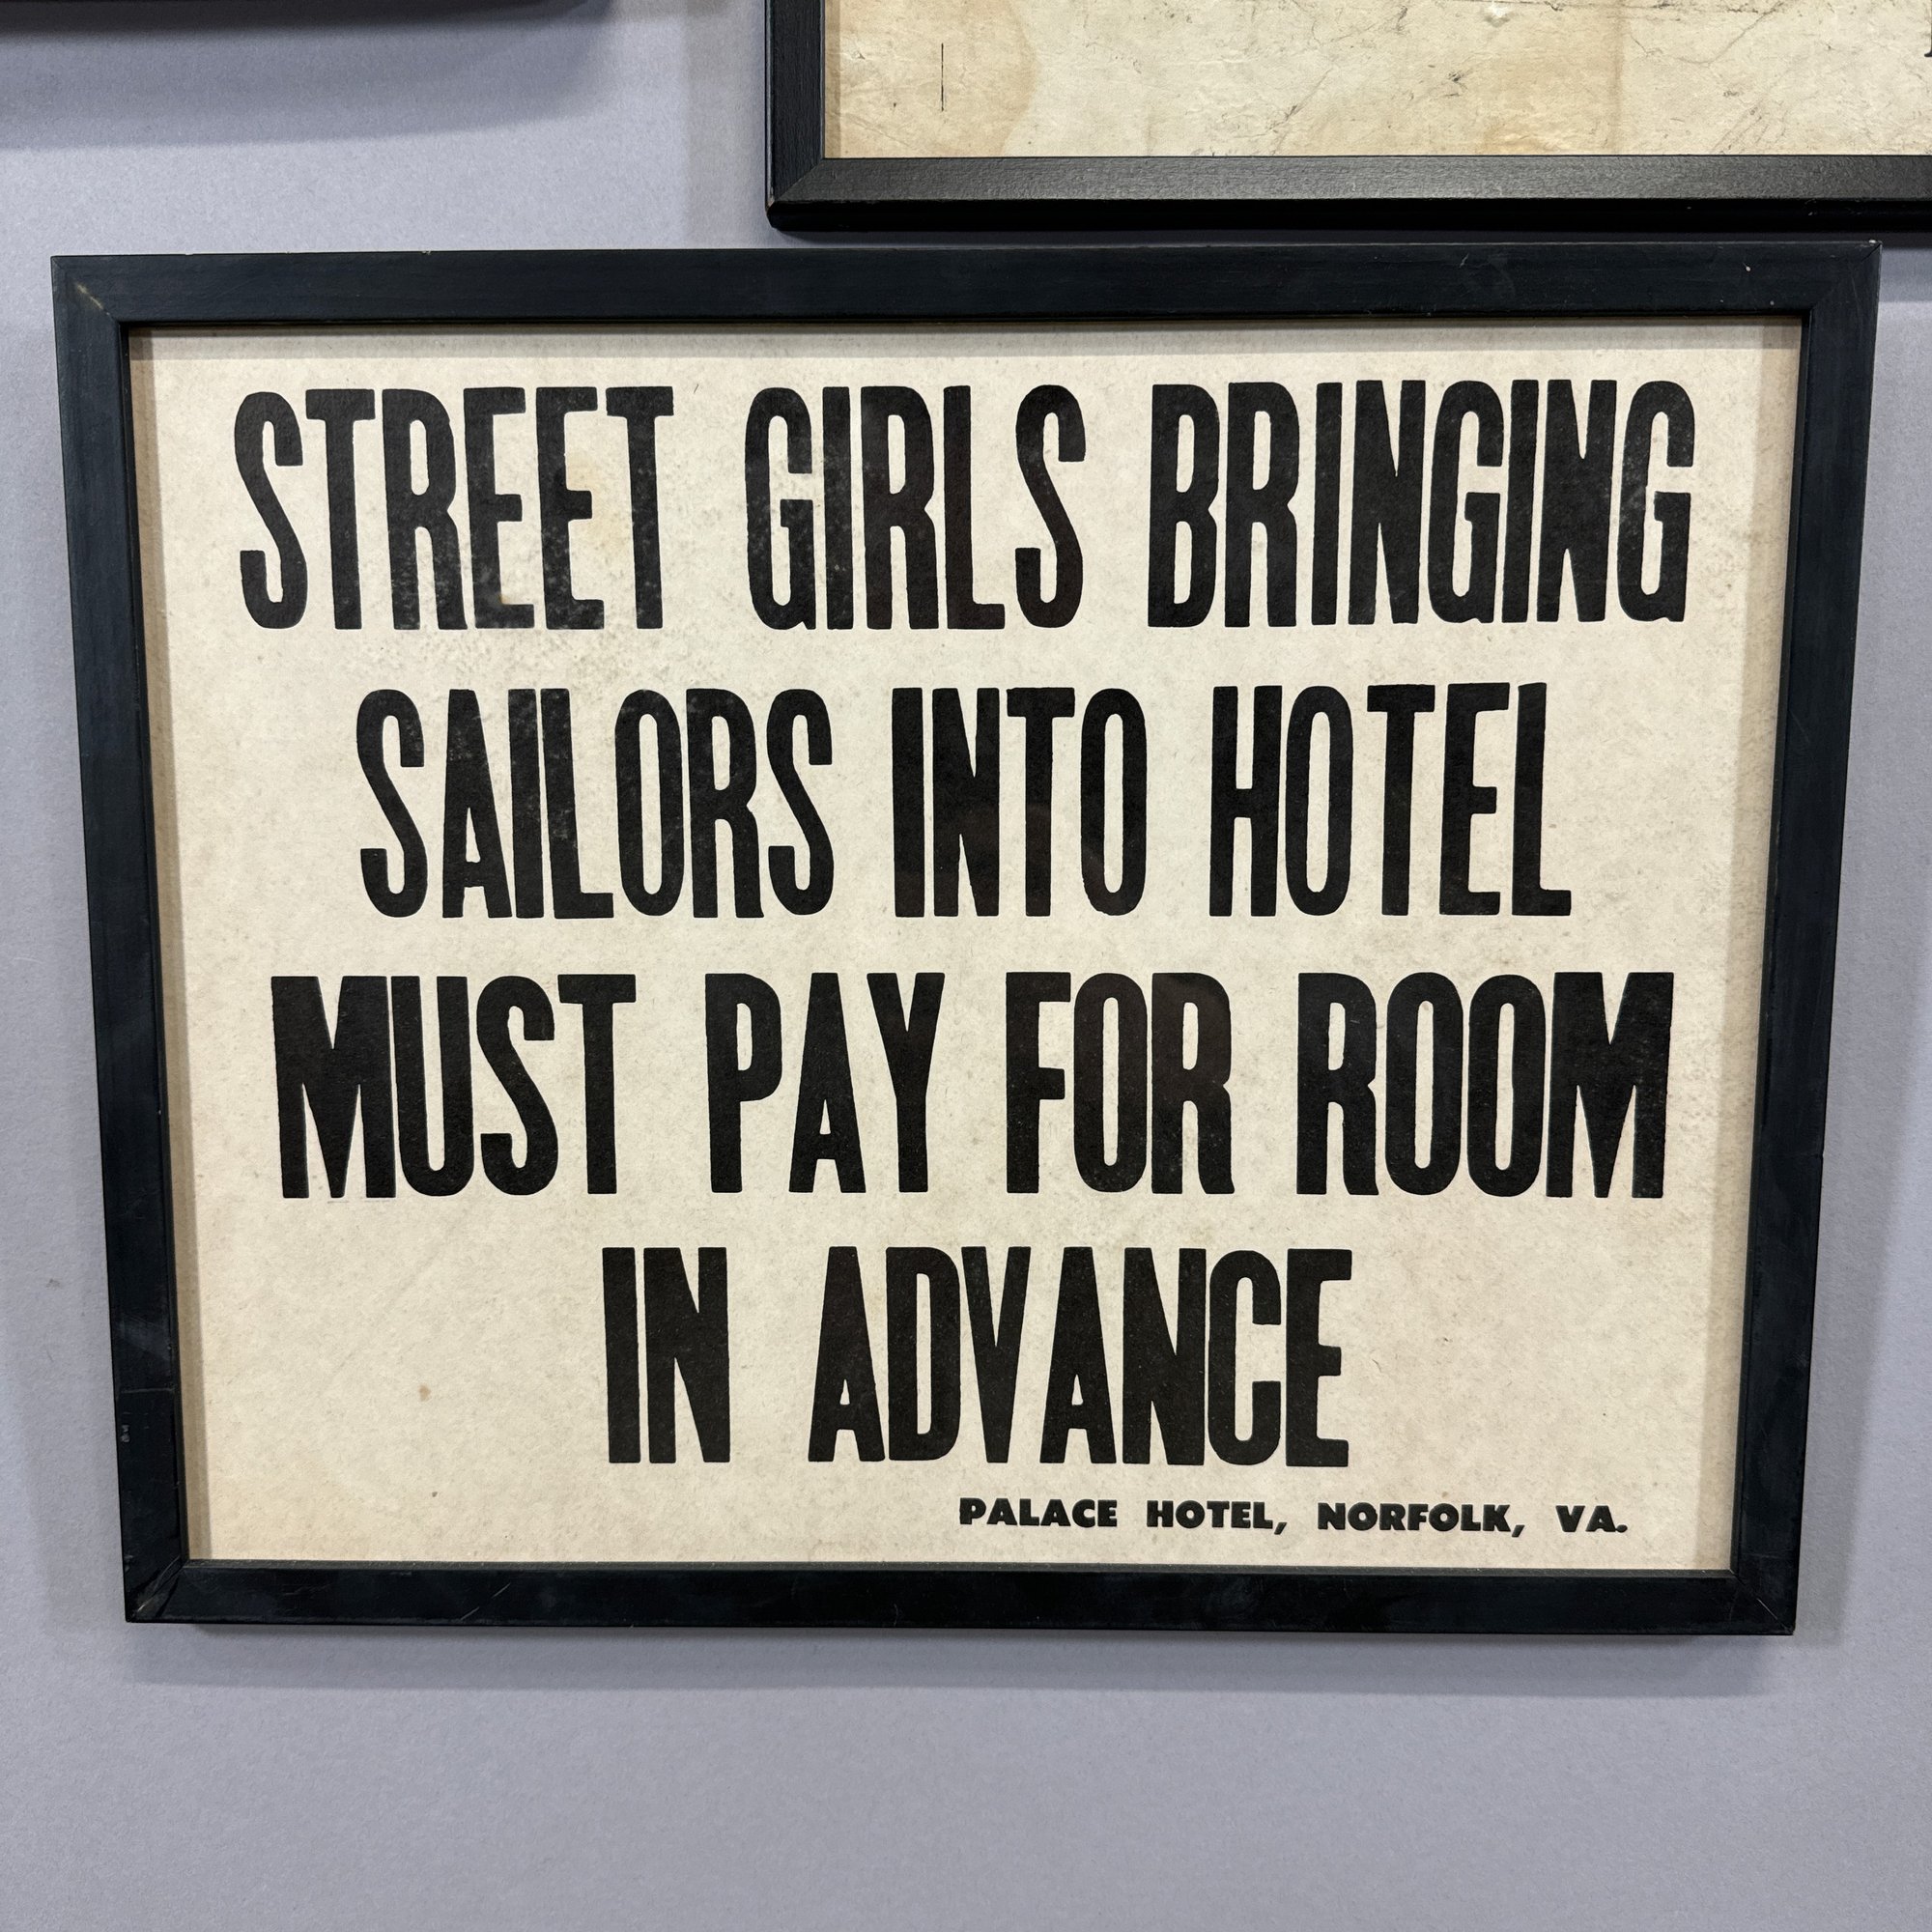 STREET GIRLS BRINGING
SAILORS INTO HOTEL
MUST PAY FOR ROOM
IN ADVANCE
PALACE HOTEL, NORFOLK, VA.